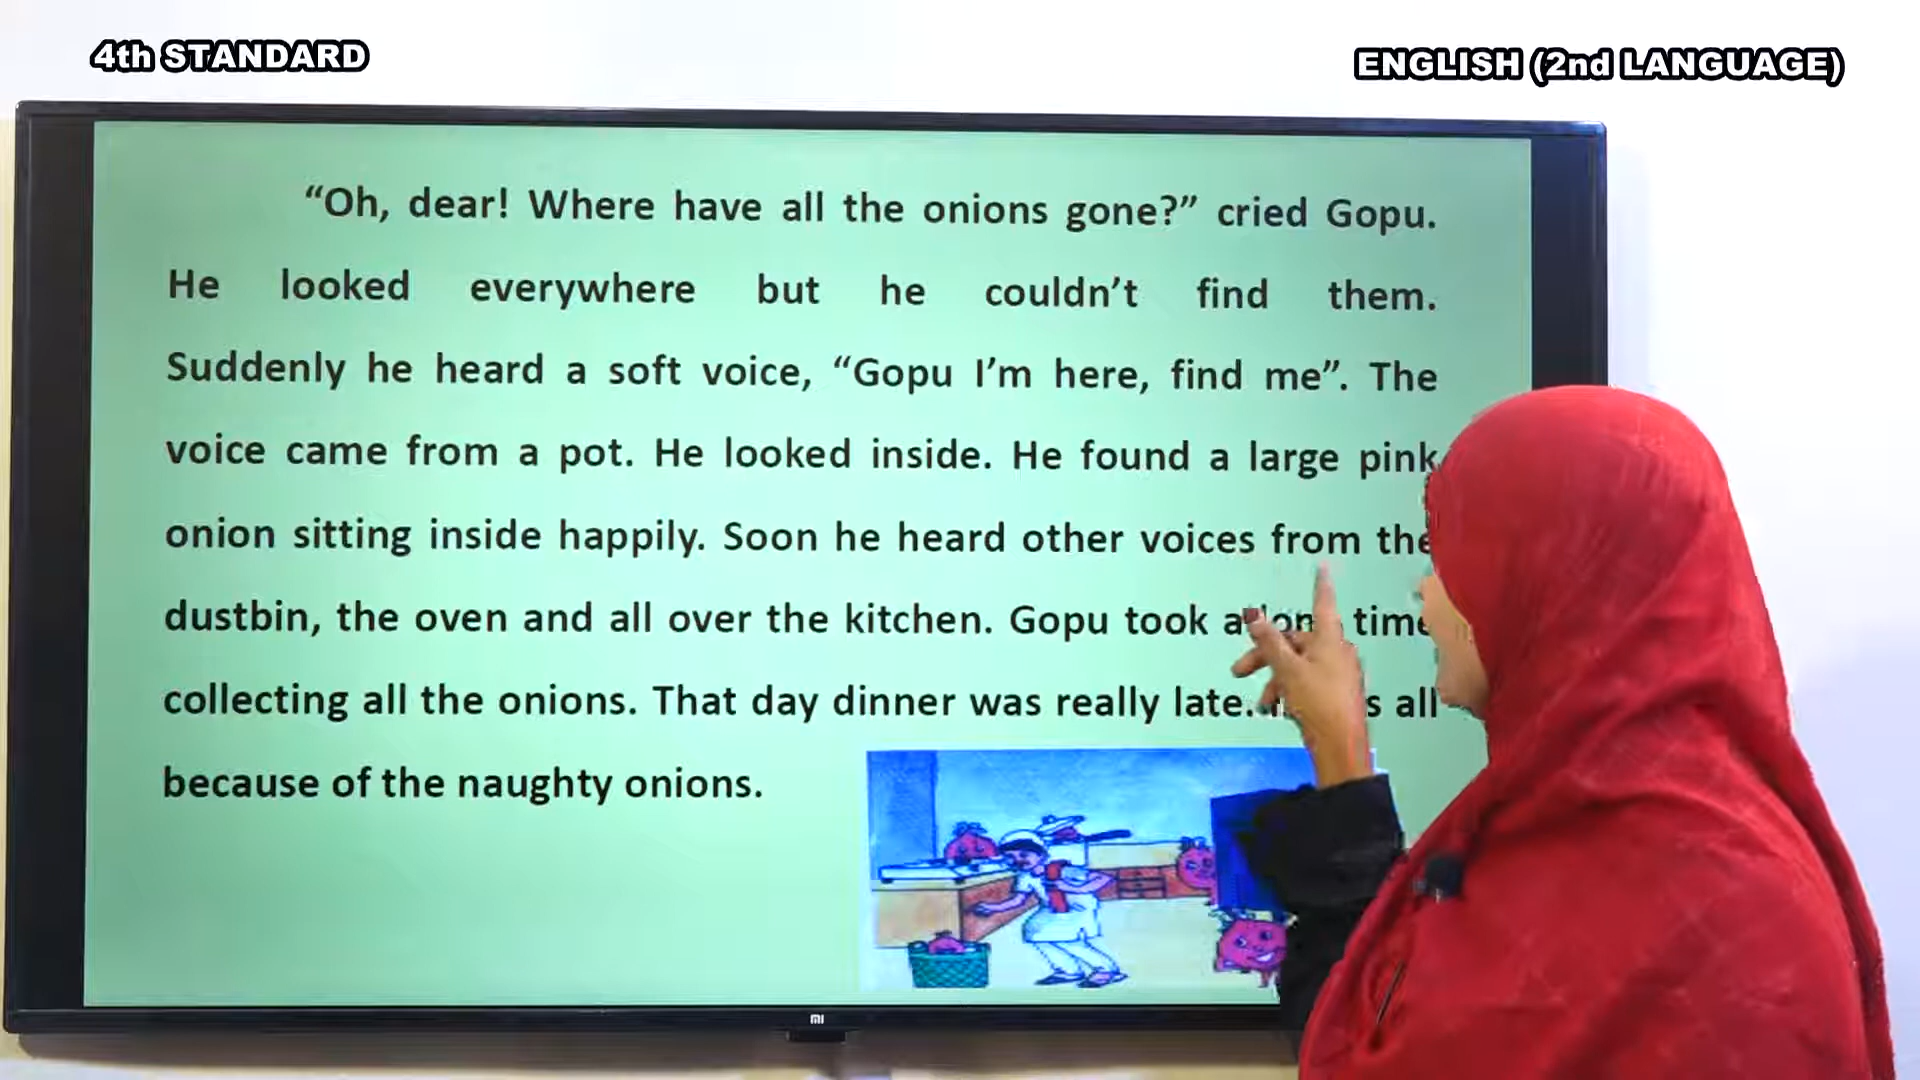 4th STANDARD
ENGLISH (2nd LANGUAGE)
“Oh, dear! Where have all the onions gone?” cried Gopu.
He looked everywhere but he couldn’t find them.
Suddenly he heard a soft voice, “Gopu I’m here, find me”. The
voice came from a pot. He looked inside. He found a large pink
onion sitting inside happily. Soon he heard other voices from the
dustbin, the oven and all over the kitchen. Gopu took a time
collecting all the onions. That day dinner was really late. all
because of the naughty onions.
mi